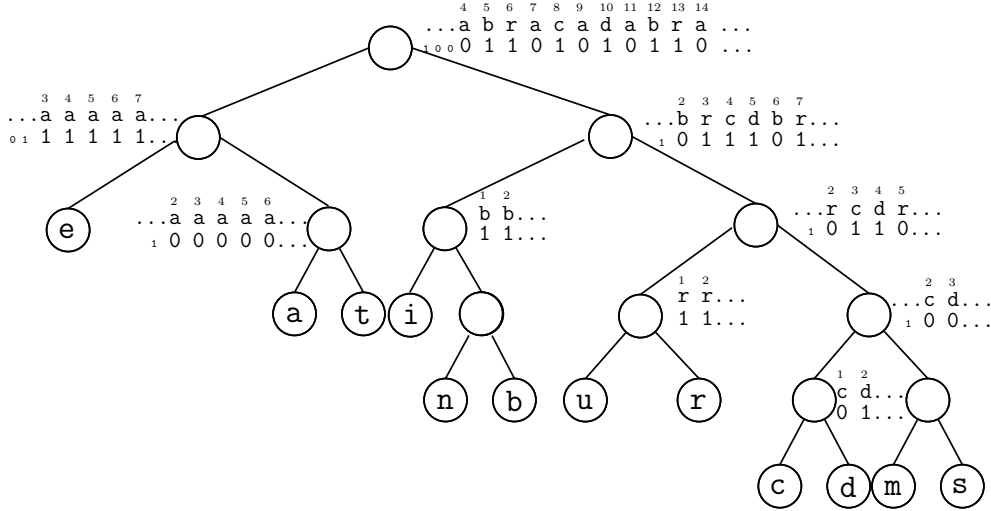 4 5 6 7 8 9 10 11 12 13 14
...a b r a c a d a b r a ...
1 0 0 0 1 1 0 1 0 1 0 1 1 0 ...
3 4 5 6 7
...a a a a a...
0 1 1 1 1 1 1...
2 3 4 5 6 7
...b r c d b r...
1 0 1 1 1 0 1...
e
2 3 4 5 6
...a a a a a...
1 0 0 0 0 0...
1 2
b b...
1 1...
2 3 4 5
...r c d r...
1 0 1 1 0...
a t i
1 2
r r...
1 1...
2 3
...c d...
1 0 0...
n b u r
1 2
c d...
0 1...
c d m s